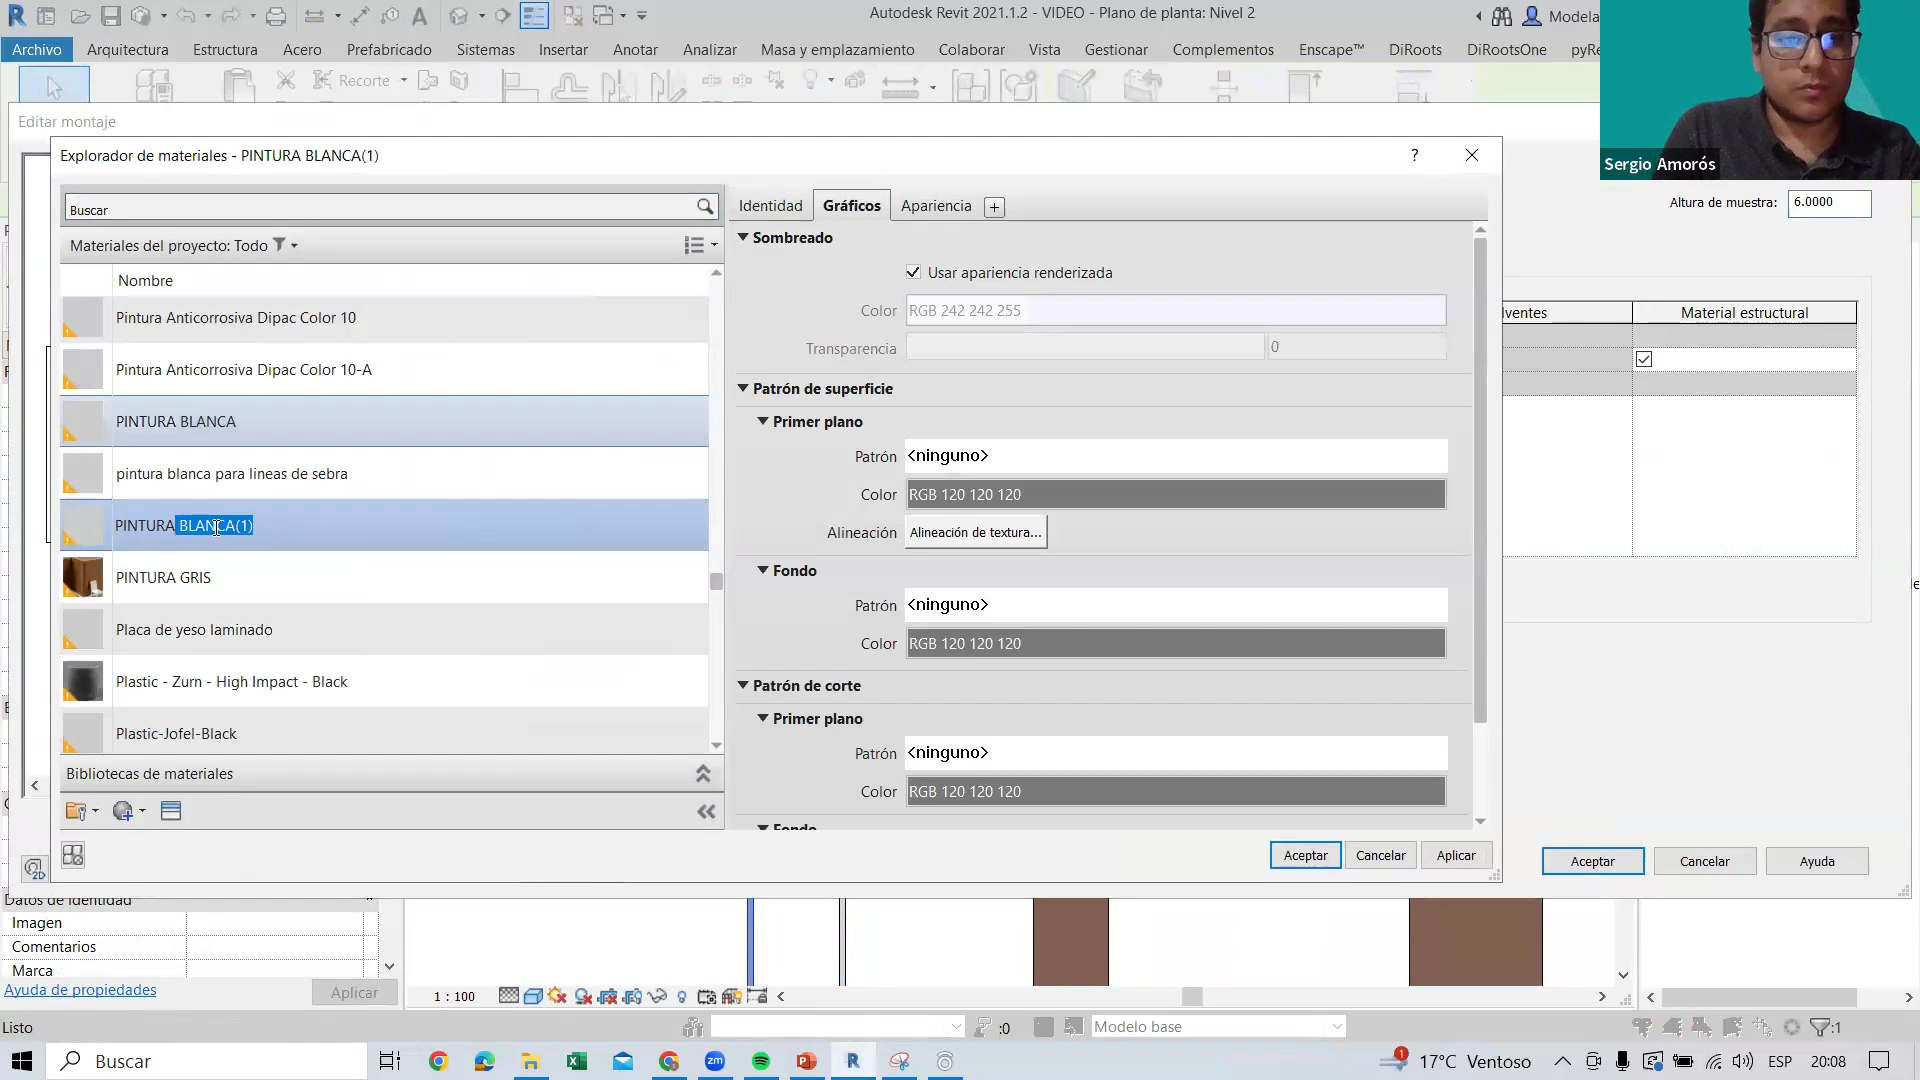 Autodesk Revit 2021.1.2 - VIDEO - Plano de planta: Nivel 2
Modela
Archivo Arquitectura Estructura Acero Prefabricado Sistemas Insertar Anotar Analizar Masa y emplazamiento Colaborar Vista Gestionar Complementos Enscape™ DiRoots DiRootsOne pyRe
Recorte
Editar montaje
Explorador de materiales - PINTURA BLANCA(1)
?
Sergio Amorós
Altura de muestra: 6.0000
Buscar
Identidad Gráficos Apariencia
Materiales del proyecto: Todo
Nombre
Pintura Anticorrosiva Dipac Color 10
Pintura Anticorrosiva Dipac Color 10-A
PINTURA BLANCA
pintura blanca para lineas de sebra
PINTURA BLANCA(1)
PINTURA GRIS
Placa de yeso laminado
Plastic - Zurn - High Impact - Black
Plastic-Jofel-Black
Bibliotecas de materiales
Sombreado
Usar apariencia renderizada
Color RGB 242 242 255
Transparencia 0
Patrón de superficie
Primer plano
Patrón <ninguno>
Color RGB 120 120 120
Alineación Alineación de textura...
Fondo
Patrón <ninguno>
Color RGB 120 120 120
Patrón de corte
Primer plano
Patrón <ninguno>
Color RGB 120 120 120
Fondo
Aceptar Cancelar Aplicar
lventes Material estructural
Aceptar Cancelar Ayuda
Datos de identidad
Imagen
Comentarios
Marca
Ayuda de propiedades Aplicar
1 : 100
Listo
:0
Modelo base
:1
Buscar
1
17°C Ventoso
ESP
20:08